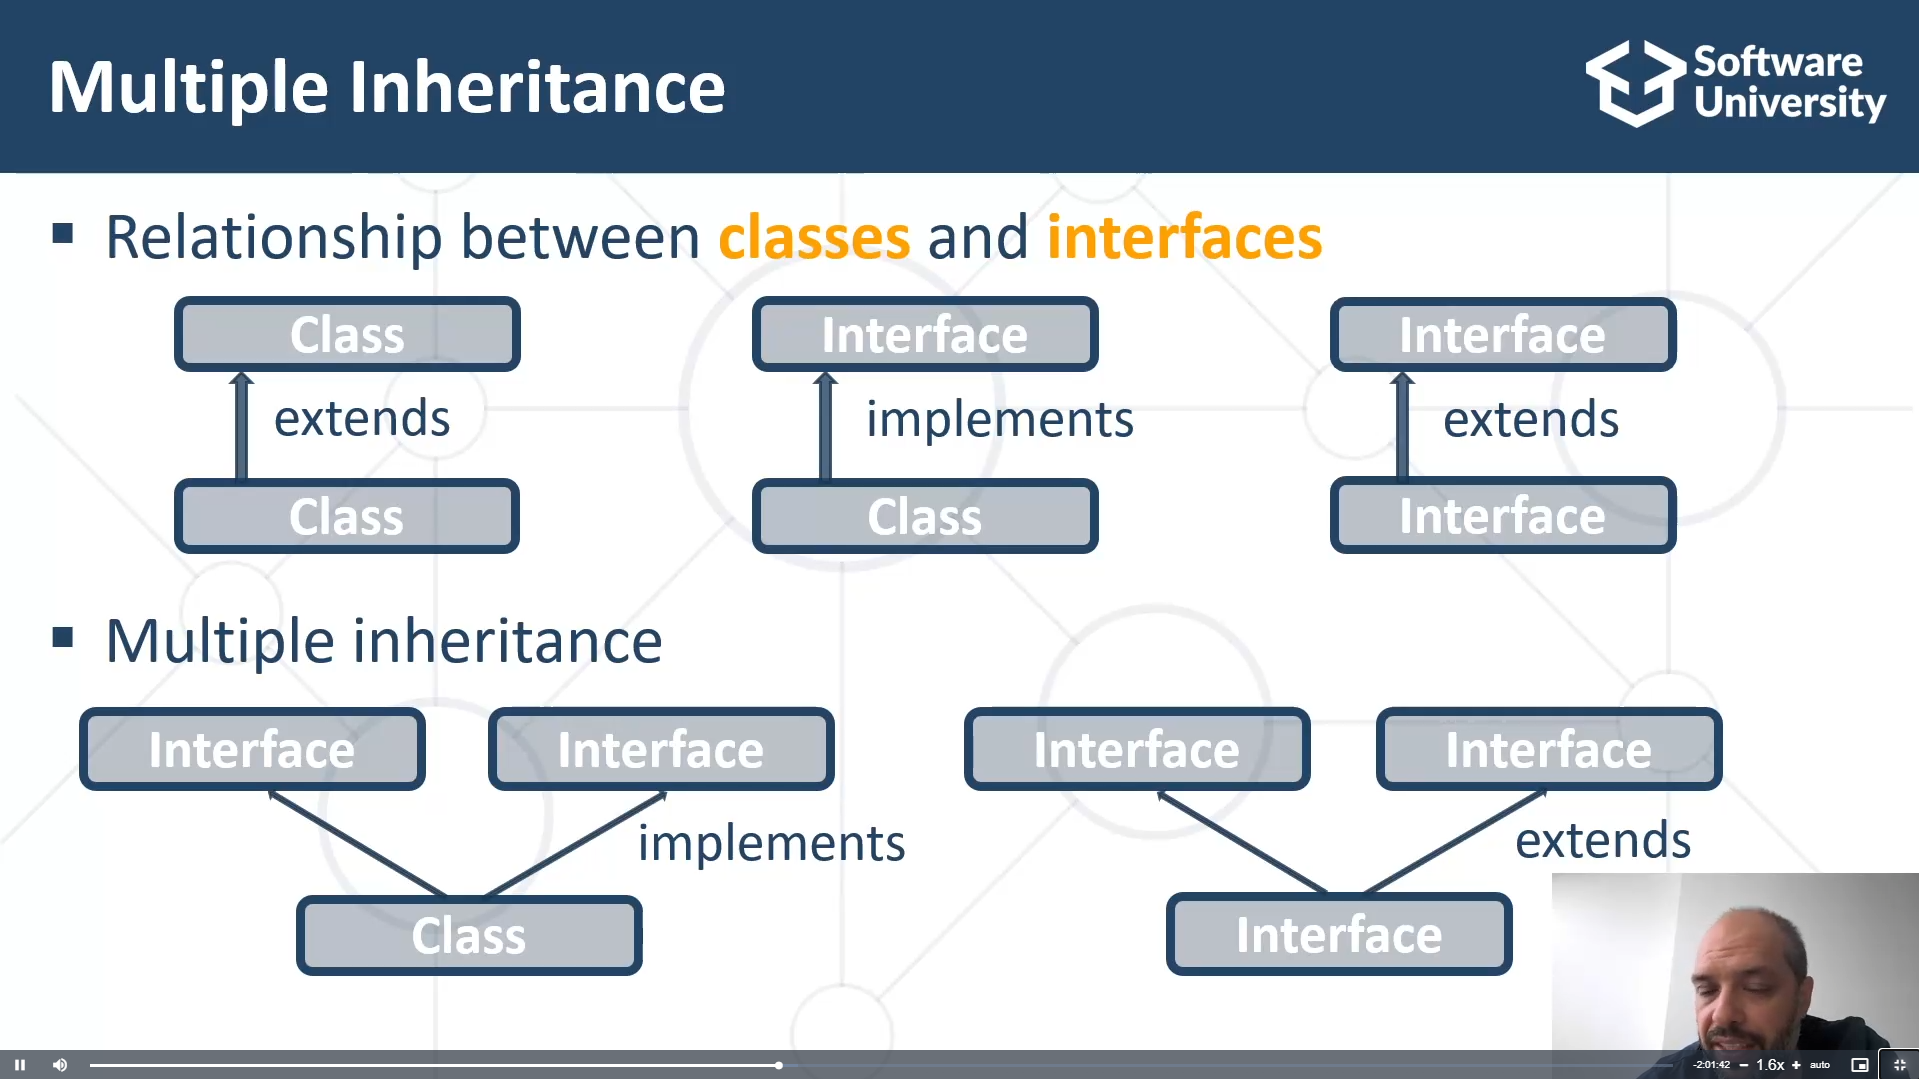 Multiple Inheritance
Software
University
▪ Relationship between classes and interfaces
Class
Interface
Interface
extends
implements
extends
Class
Class
Interface
▪ Multiple inheritance
Interface
Interface
Interface
Interface
implements
extends
Class
Interface
-2:01:42 − 1.6x + auto